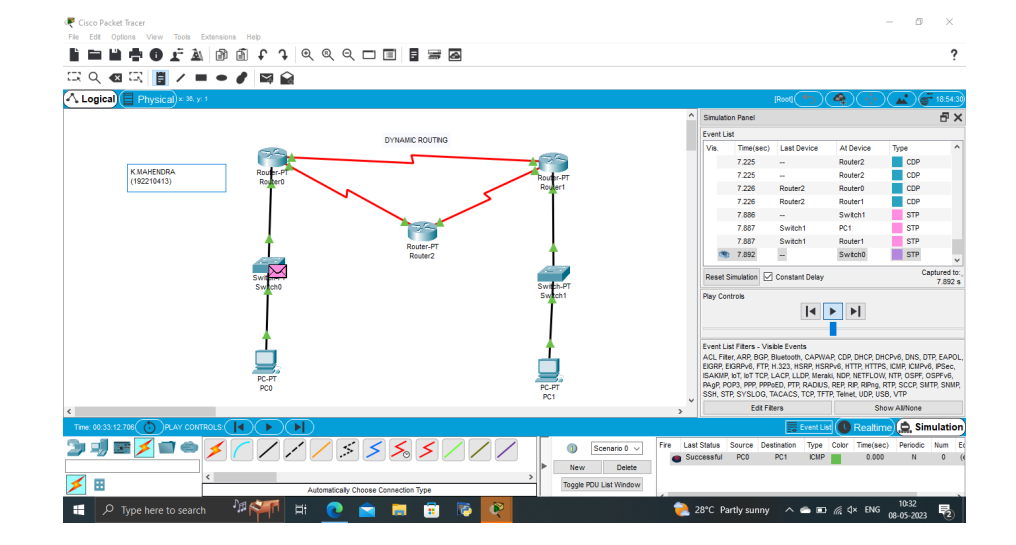 Cisco Packet Tracer
File Edit Options View Tools Extensions Help
?
Logical Physical x: 38, y: 1 [Root] 18:54:30
DYNAMIC ROUTING
K.MAHENDRA
(192210413)
Router-PT
Router0
Router-PT
Router1
Router-PT
Router2
Switch-PT
Switch0
Switch-PT
Switch1
PC-PT
PC0
PC-PT
PC1
Simulation Panel
Event List
Vis. Time(sec) Last Device At Device Type
7.225 -- Router2 CDP
7.225 -- Router2 CDP
7.226 Router2 Router0 CDP
7.226 Router2 Router1 CDP
7.886 -- Switch1 STP
7.887 Switch1 PC1 STP
7.887 Switch1 Router1 STP
7.892 -- Switch0 STP
Reset Simulation Constant Delay Captured to:
7.892 s
Play Controls
Event List Filters - Visible Events
ACL Filter, ARP, BGP, Bluetooth, CAPWAP, CDP, DHCP, DHCPv6, DNS, DTP, EAPOL,
EIGRP, EIGRPv6, FTP, H.323, HSRP, HSRPv6, HTTP, HTTPS, ICMP, ICMPv6, IPSec,
ISAKMP, IoT, IoT TCP, LACP, LLDP, Meraki, NDP, NETFLOW, NTP, OSPF, OSPFv6,
PAgP, POP3, PPP, PPPoED, PTP, RADIUS, REP, RIP, RIPng, RTP, SCCP, SMTP, SNMP,
SSH, STP, SYSLOG, TACACS, TCP, TFTP, Telnet, UDP, USB, VTP
Edit Filters Show All/None
Time: 00:33:12.706 PLAY CONTROLS: Event List Realtime Simulation
Automatically Choose Connection Type
Scenario 0
New Delete
Toggle PDU List Window
Fire Last Status Source Destination Type Color Time(sec) Periodic Num
Successful PC0 PC1 ICMP 0.000 N 0
Type here to search
28°C Partly sunny ENG
10:32
08-05-2023
2